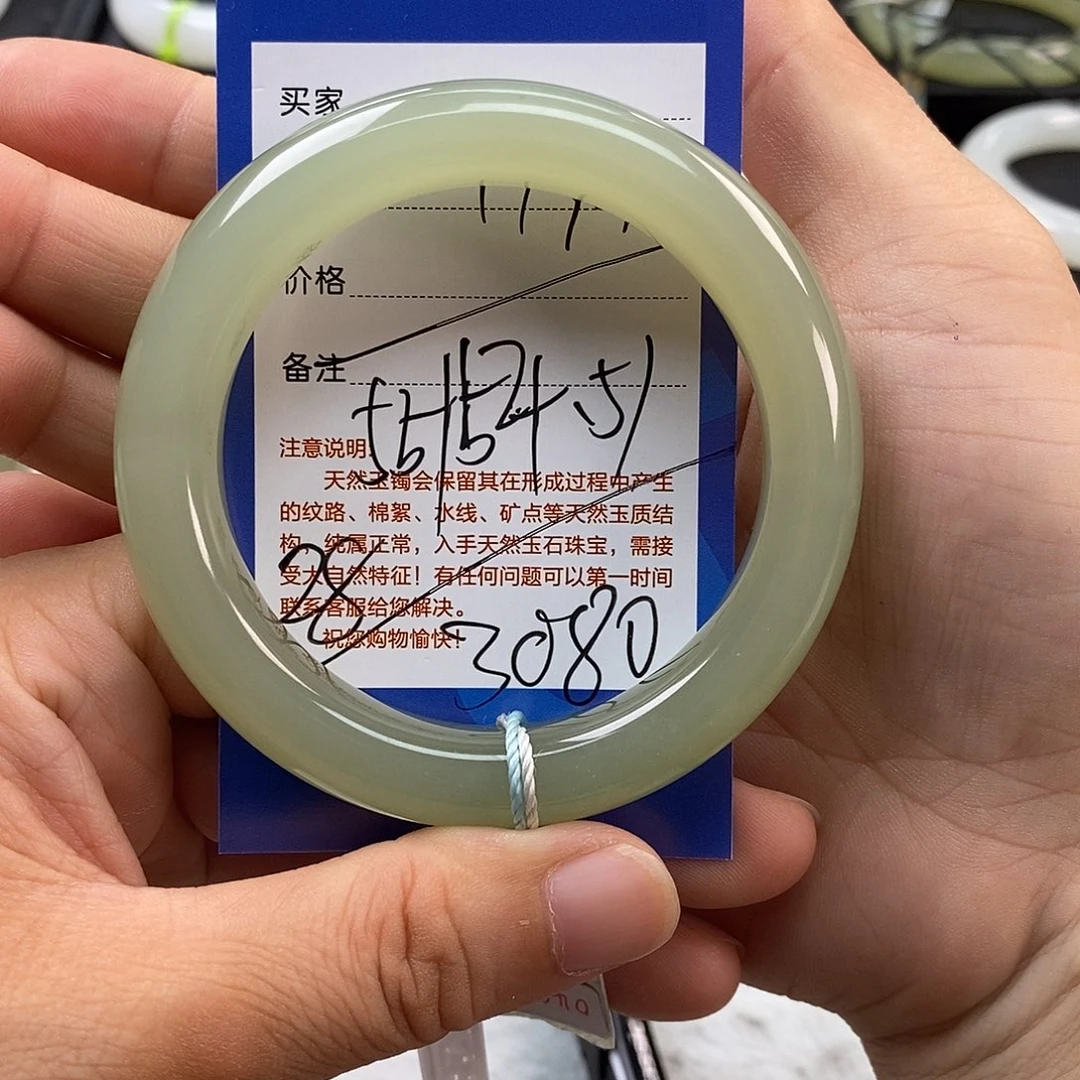 买家
价格
备注
注意说明:
天然玉镯会保留其在形成过程中产生
的纹路、棉絮、水线、矿点等天然玉质结
构，纯属正常，入手天然玉石珠宝，需接
受大自然特征！有任何问题可以第一时间
联系客服给您解决。
祝您购物愉快！
28
3080